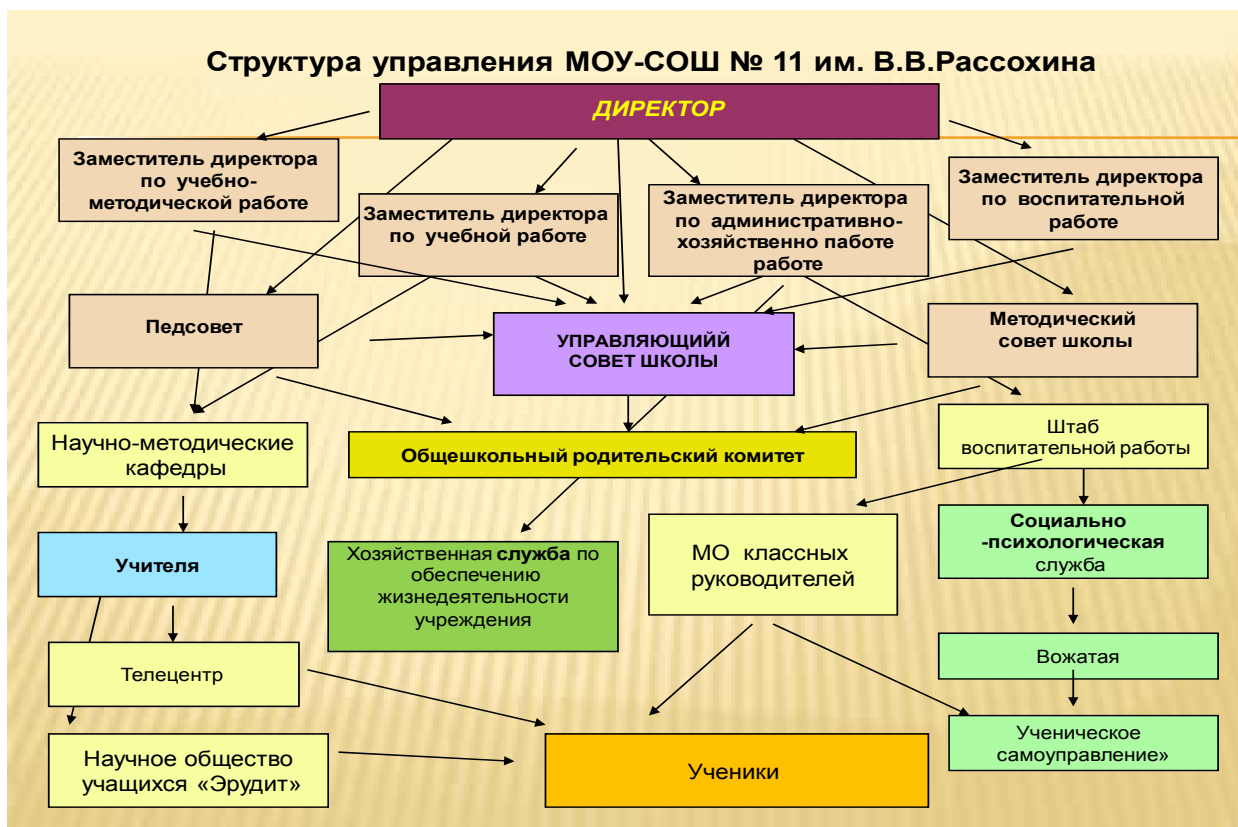 Структура управления МОУ-СОШ № 11 им. В.В.Рассохина
ДИРЕКТОР
Заместитель директора
по учебно-
методической работе
Заместитель директора
по учебной работе
Заместитель директора
по административно-
хозяйственно паботе
работе
Заместитель директора
по воспитательной
работе
Педсовет
УПРАВЛЯЮЩИЙЙ
СОВЕТ ШКОЛЫ
Методический
совет школы
Научно-методические
кафедры
Общешкольный родительский комитет
Штаб
воспитательной работы
Учителя
Хозяйственная служба по
обеспечению
жизнедеятельности
учреждения
МО классных
руководителей
Социально
-психологическая
служба
Телецентр
Вожатая
Научное общество
учащихся «Эрудит»
Ученики
Ученическое
самоуправление»